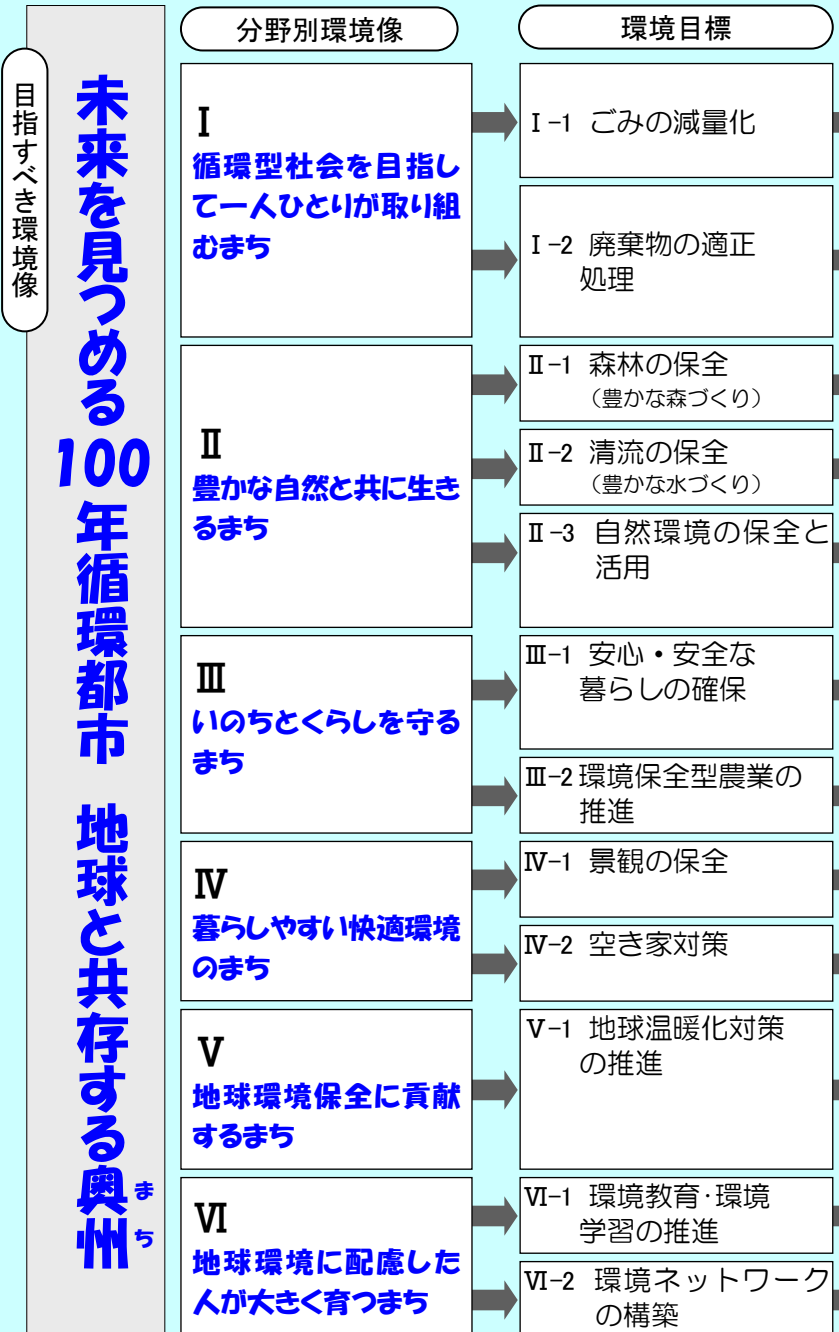 目指すべき環境像
未来を見つめる100年循環都市 地球と共存する奥州
まち
分野別環境像
環境目標
Ⅰ
循環型社会を目指し
て一人ひとりが取り組
むまち
Ⅰ-1 ごみの減量化
Ⅰ-2 廃棄物の適正
処理
Ⅱ
豊かな自然と共に生き
るまち
Ⅱ-1 森林の保全
（豊かな森づくり）
Ⅱ-2 清流の保全
（豊かな水づくり）
Ⅱ-3 自然環境の保全と
活用
Ⅲ
いのちとくらしを守る
まち
Ⅲ-1 安心・安全な
暮らしの確保
Ⅲ-2 環境保全型農業の
推進
Ⅳ
暮らしやすい快適環境
のまち
Ⅳ-1 景観の保全
Ⅳ-2 空き家対策
Ⅴ
地球環境保全に貢献
するまち
Ⅴ-1 地球温暖化対策
の推進
Ⅵ
地球環境に配慮した
人が大きく育つまち
Ⅵ-1 環境教育･環境
学習の推進
Ⅵ-2 環境ネットワーク
の構築